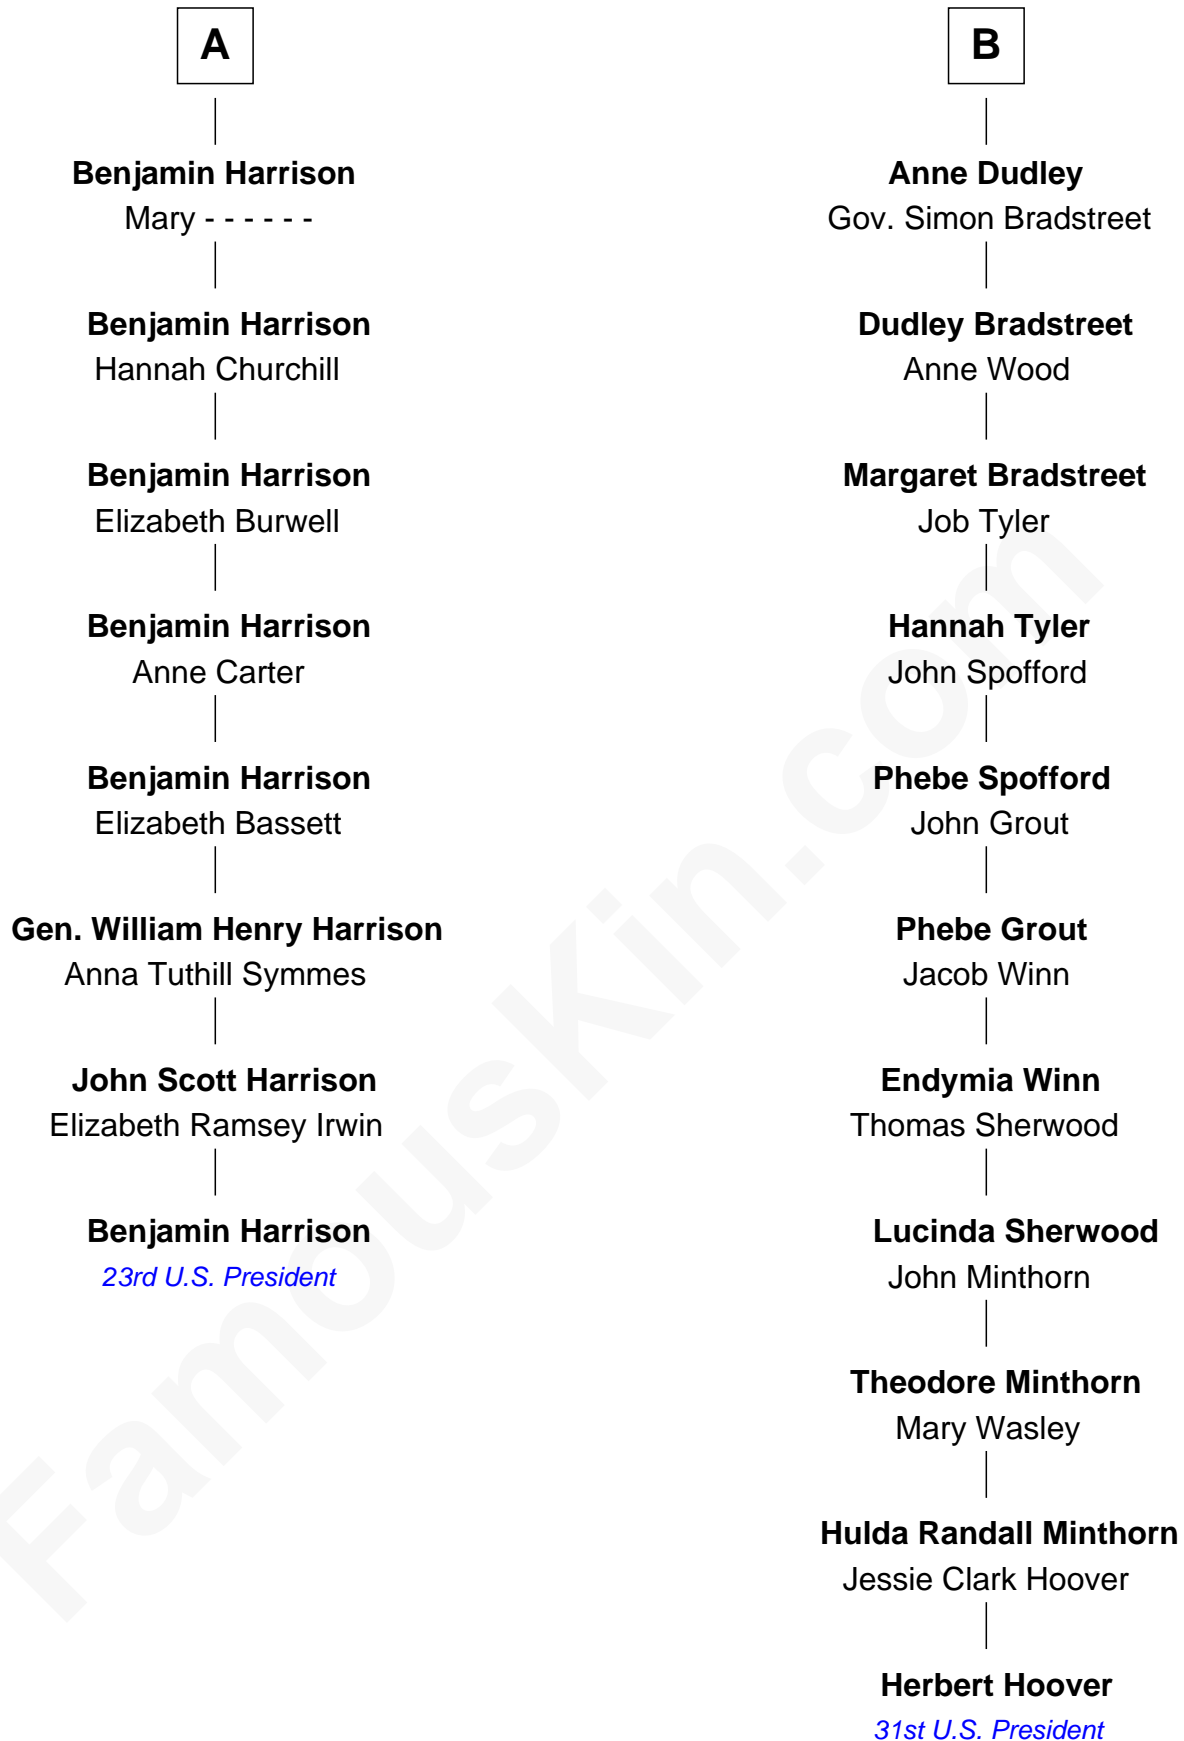 A
Benjamin Harrison
Mary - - - - - -
Benjamin Harrison
Hannah Churchill
Benjamin Harrison
Elizabeth Burwell
Benjamin Harrison
Anne Carter
Benjamin Harrison
Elizabeth Bassett
Gen. William Henry Harrison
Anna Tuthill Symmes
John Scott Harrison
Elizabeth Ramsey Irwin
Benjamin Harrison
23rd U.S. President
B
Anne Dudley
Gov. Simon Bradstreet
Dudley Bradstreet
Anne Wood
Margaret Bradstreet
Job Tyler
Hannah Tyler
John Spofford
Phebe Spofford
John Grout
Phebe Grout
Jacob Winn
Endymia Winn
Thomas Sherwood
Lucinda Sherwood
John Minthorn
Theodore Minthorn
Mary Wasley
Hulda Randall Minthorn
Jessie Clark Hoover
Herbert Hoover
31st U.S. President
FamousKin.com